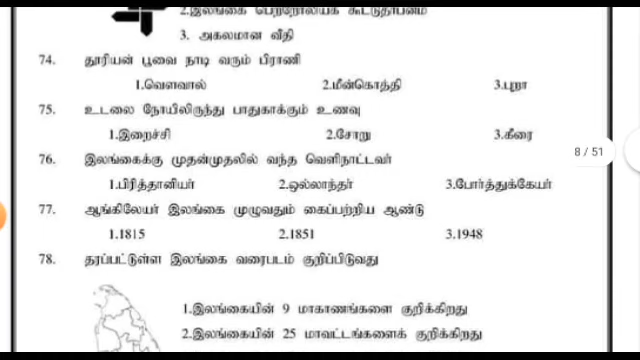 2.இலங்கை பெற்றோலியக் கூட்டுத்தாபனம்
3. அகலமான வீதி
74. தூரியன் பூவை நாடி வரும் பிராணி
1.வெளவால் 2.மீன்கொத்தி 3.புறா
75. உடலை நோயிலிருந்து பாதுகாக்கும் உணவு
1.இறைச்சி 2.சோறு 3.கீரை
76. இலங்கைக்கு முதன்முதலில் வந்த வெளிநாட்டவர்
1.பிரித்தானியர் 2.ஒல்லாந்தர் 3.போர்த்துக்கேயர்
8 / 51
77. ஆங்கிலேயர் இலங்கை முழுவதும் கைப்பற்றிய ஆண்டு
1.1815 2.1851 3.1948
78. தரப்பட்டுள்ள இலங்கை வரைபடம் குறிப்பிடுவது
1.இலங்கையின் 9 மாகாணங்களை குறிக்கிறது
2.இலங்கையின் 25 மாவட்டங்களைக் குறிக்கிறது